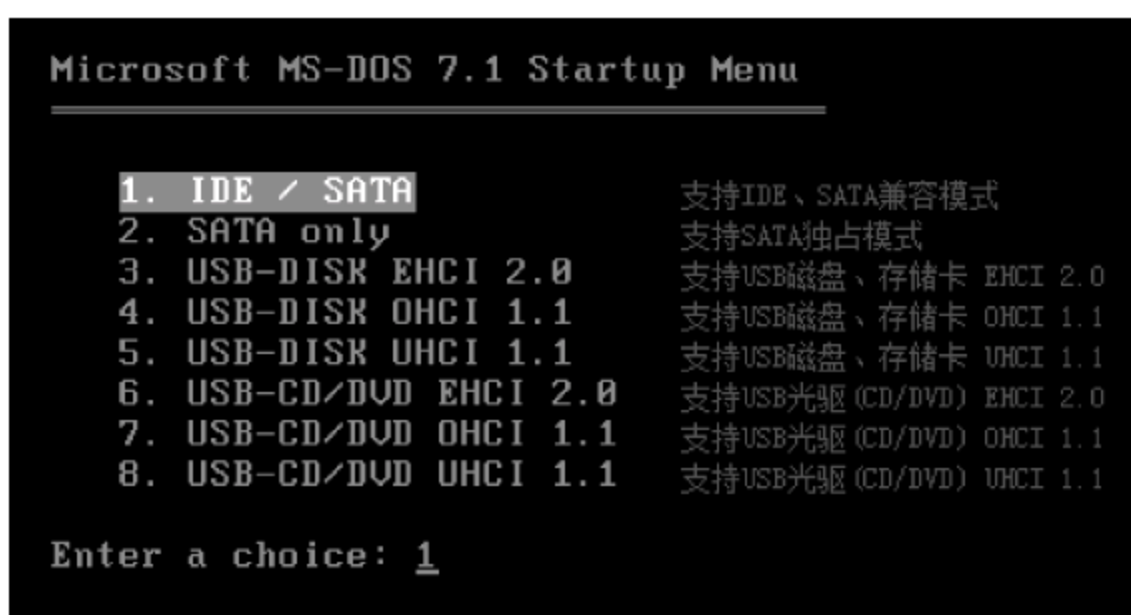 Microsoft MS-DOS 7.1 Startup Menu
1. IDE / SATA 支持IDE、SATA兼容模式
2. SATA only 支持SATA独占模式
3. USB-DISK EHCI 2.0 支持USB磁盘、存储卡 EHCI 2.0
4. USB-DISK OHCI 1.1 支持USB磁盘、存储卡 OHCI 1.1
5. USB-DISK UHCI 1.1 支持USB磁盘、存储卡 UHCI 1.1
6. USB-CD/DVD EHCI 2.0 支持USB光驱(CD/DVD) EHCI 2.0
7. USB-CD/DVD OHCI 1.1 支持USB光驱(CD/DVD) OHCI 1.1
8. USB-CD/DVD UHCI 1.1 支持USB光驱(CD/DVD) UHCI 1.1
Enter a choice: 1